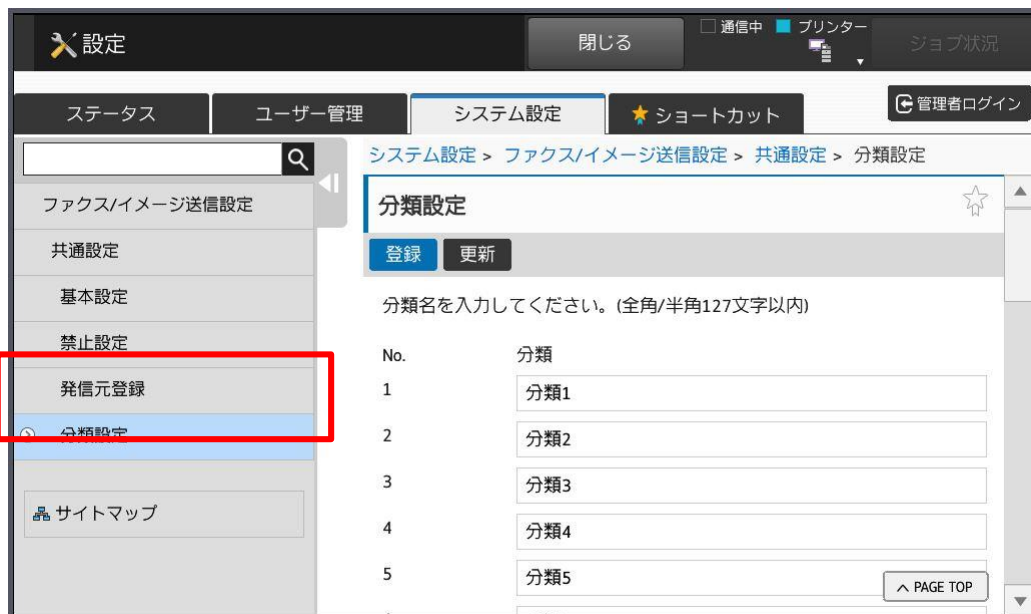 設定
閉じる
通信中
プリンター
ジョブ状況
ステータス
ユーザー管理
システム設定
ショートカット
管理者ログイン
ファクス/イメージ送信設定
共通設定
基本設定
禁止設定
発信元登録
分類設定
サイトマップ
システム設定 > ファクス/イメージ送信設定 > 共通設定 > 分類設定
分類設定
登録
更新
分類名を入力してください。(全角/半角127文字以内)
No. 分類
1 分類1
2 分類2
3 分類3
4 分類4
5 分類5
PAGE TOP